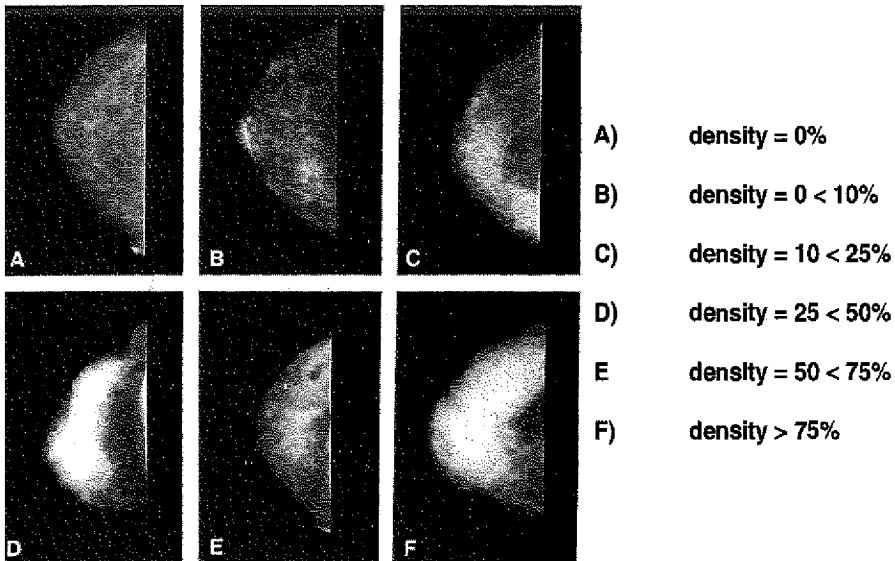 A
B
C
D
E
F
A) density = 0%
B) density = 0 < 10%
C) density = 10 < 25%
D) density = 25 < 50%
E density = 50 < 75%
F) density > 75%